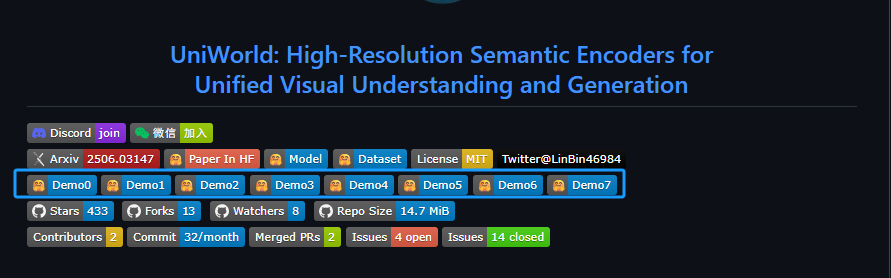 UniWorld: High-Resolution Semantic Encoders for
Unified Visual Understanding and Generation
Discord join 微信 加入
Arxiv 2506.03147 Paper In HF Model Dataset License MIT Twitter@LinBin46984
Demo0 Demo1 Demo2 Demo3 Demo4 Demo5 Demo6 Demo7
Stars 433 Forks 13 Watchers 8 Repo Size 14.7 MiB
Contributors 2 Commit 32/month Merged PRs 2 Issues 4 open Issues 14 closed